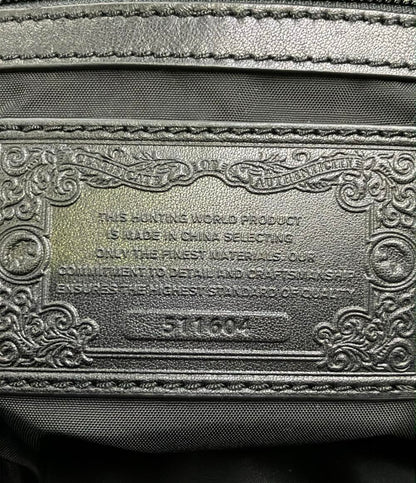 CERTIFICATE OF AUTHENTICITY
THIS HUNTING WORLD PRODUCT
IS MADE IN CHINA SELECTING
ONLY THE FINEST MATERIALS. OUR
COMMITMENT TO DETAIL AND CRAFTSMANSHIP
ENSURES THE HIGHEST STANDARD OF QUALITY
511604